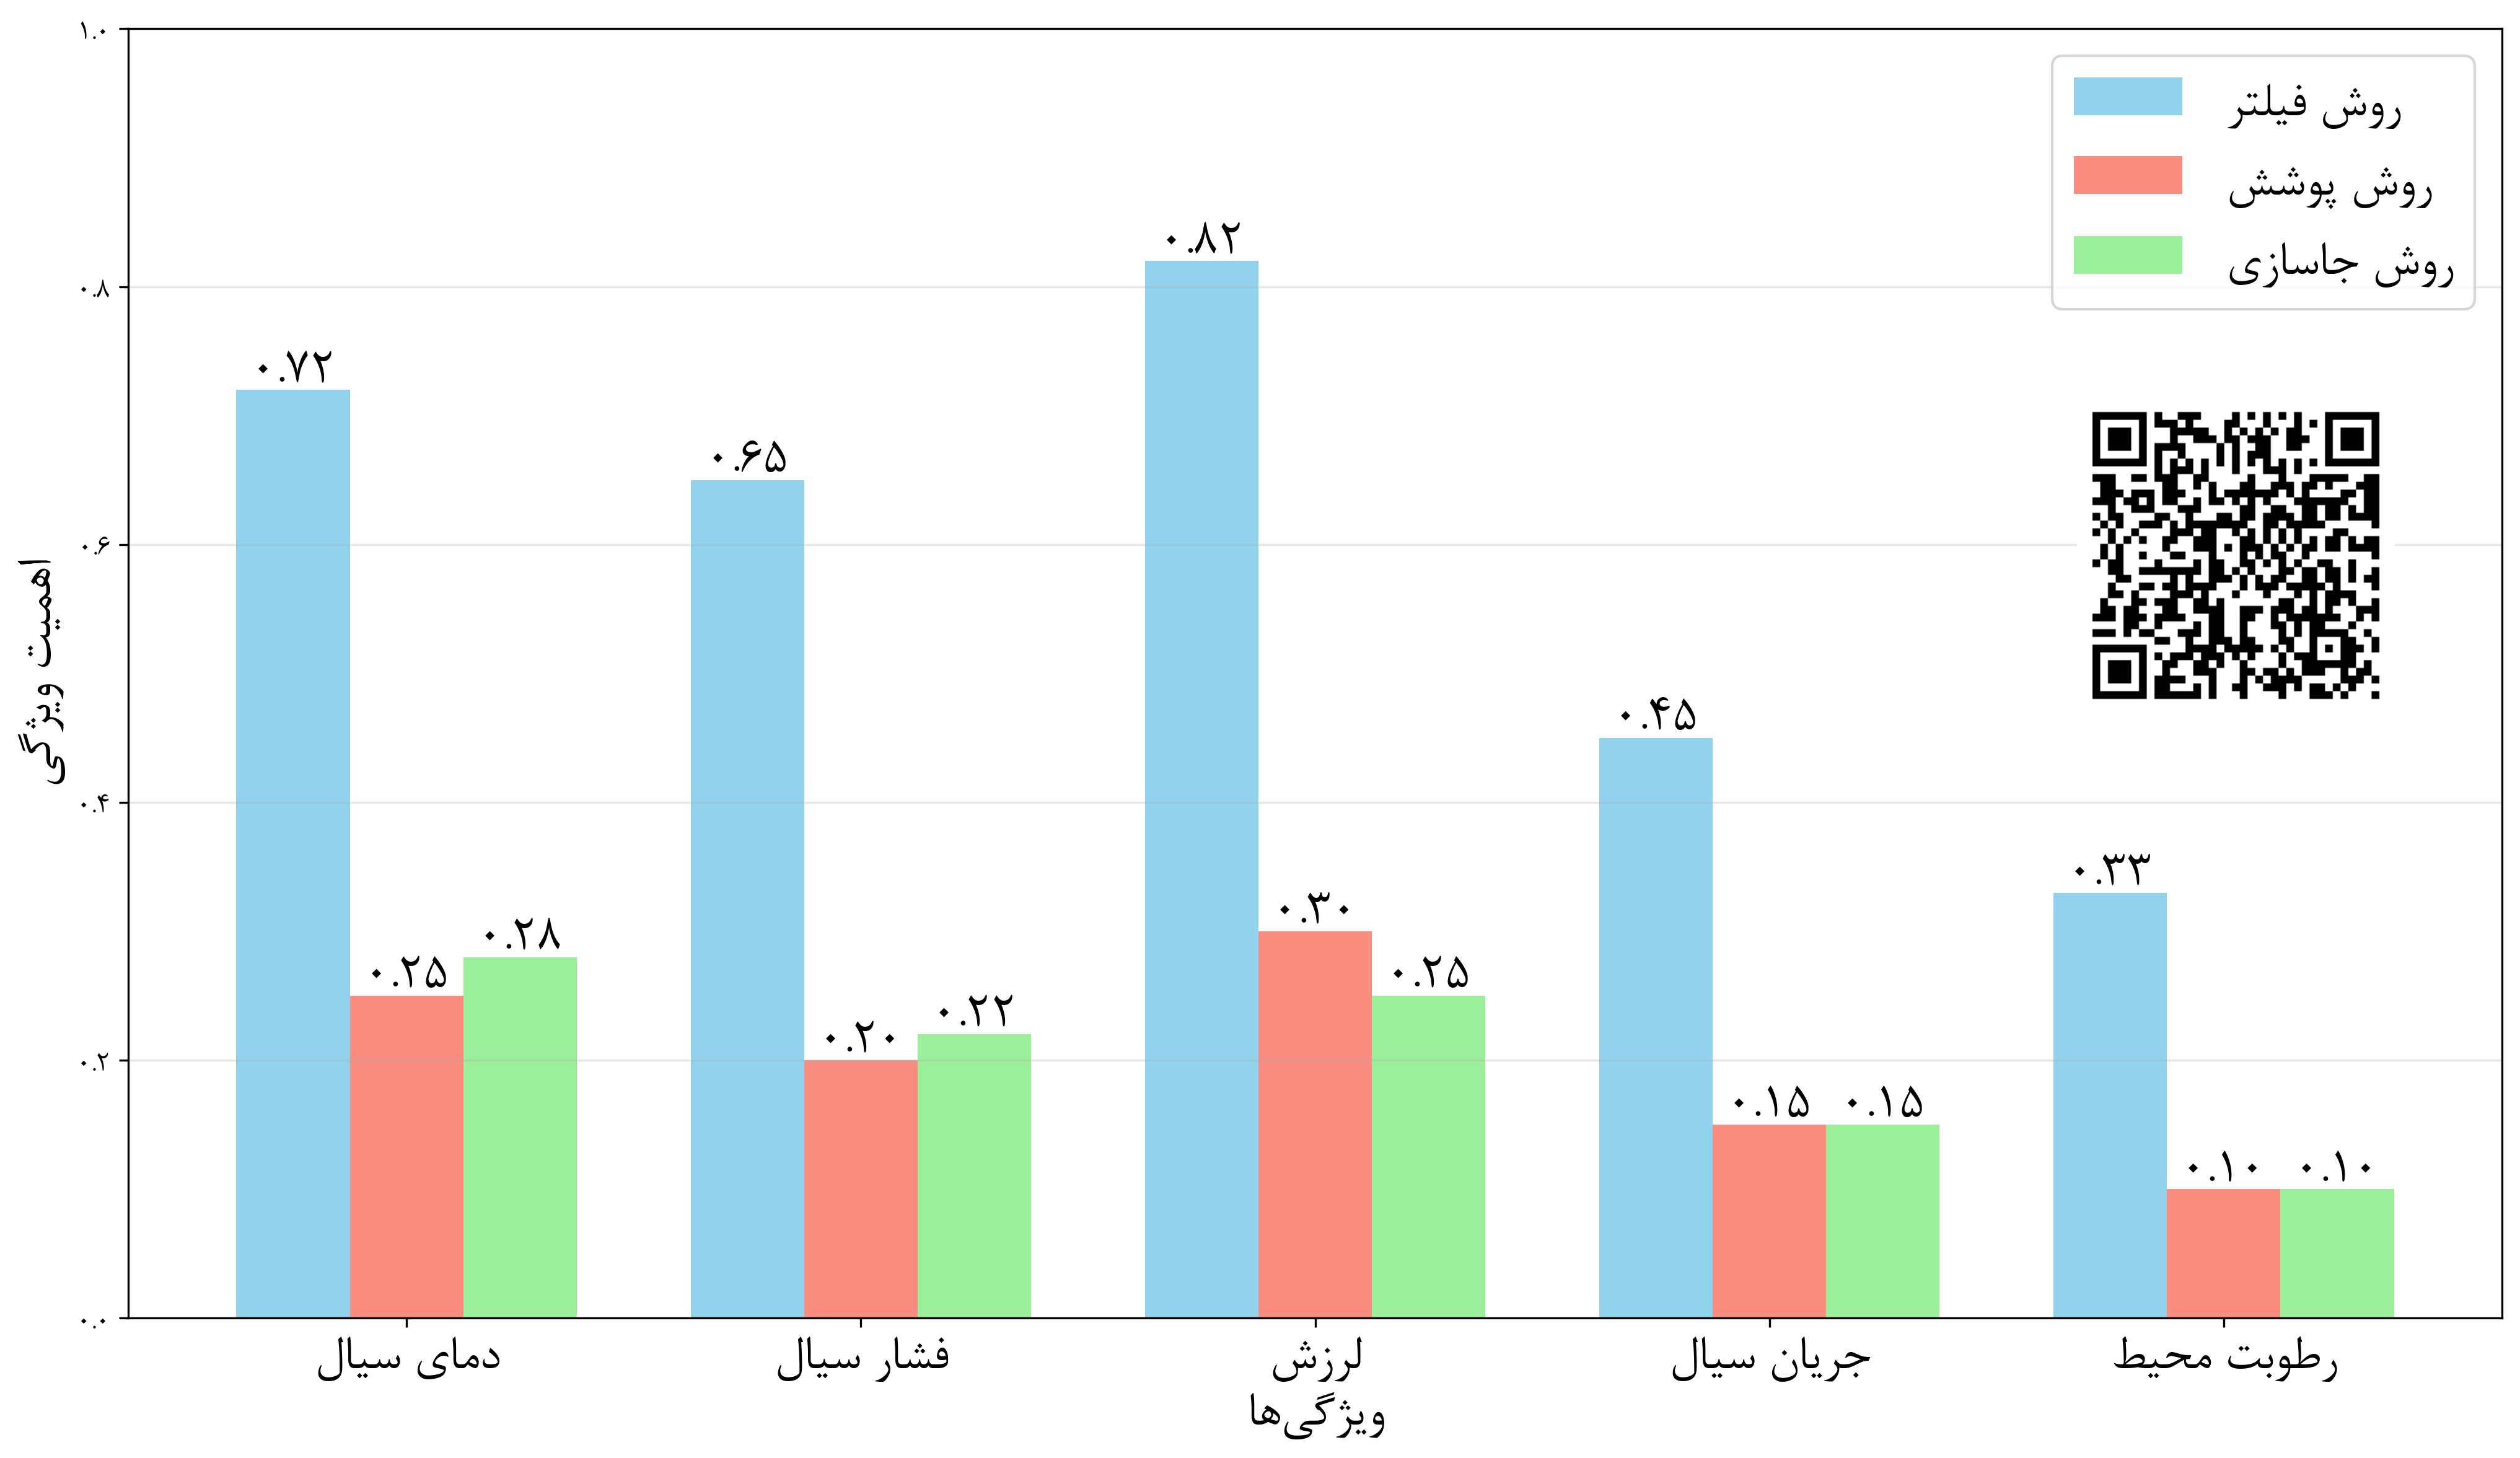 ۱.۰
۰.۸
۰.۶
۰.۴
۰.۲
۰.۰
اهمیت ویژگی
روش فیلتر
روش پوشش
روش جاسازی
۰.۷۲
۰.۲۵
۰.۲۸
۰.۶۵
۰.۲۰
۰.۲۲
۰.۸۲
۰.۳۰
۰.۲۵
۰.۴۵
۰.۱۵
۰.۱۵
۰.۳۳
۰.۱۰
۰.۱۰
دمای سیال
فشار سیال
لرزش
جریان سیال
رطوبت محیط
ویژگی‌ها